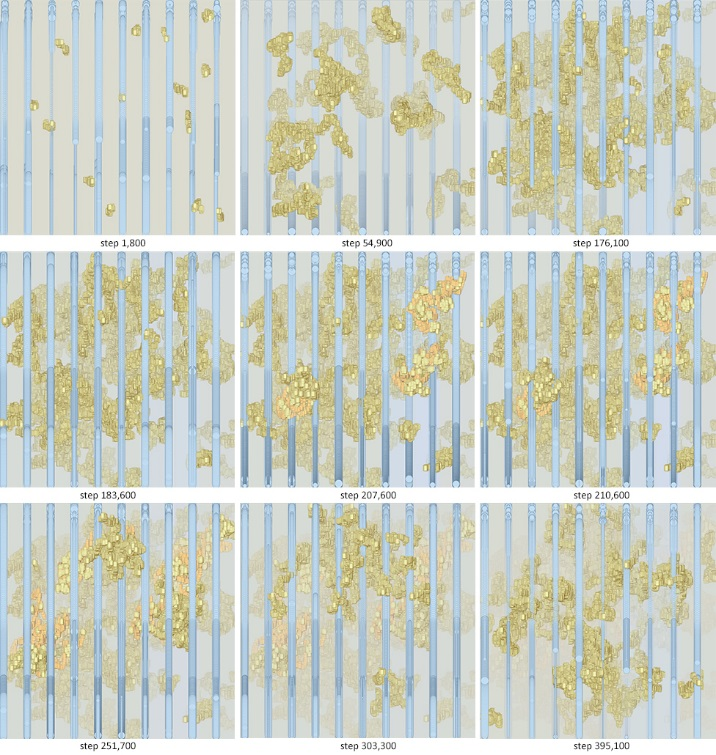 step 1,800
step 54,900
step 176,100
step 183,600
step 207,600
step 210,600
step 251,700
step 303,300
step 395,100